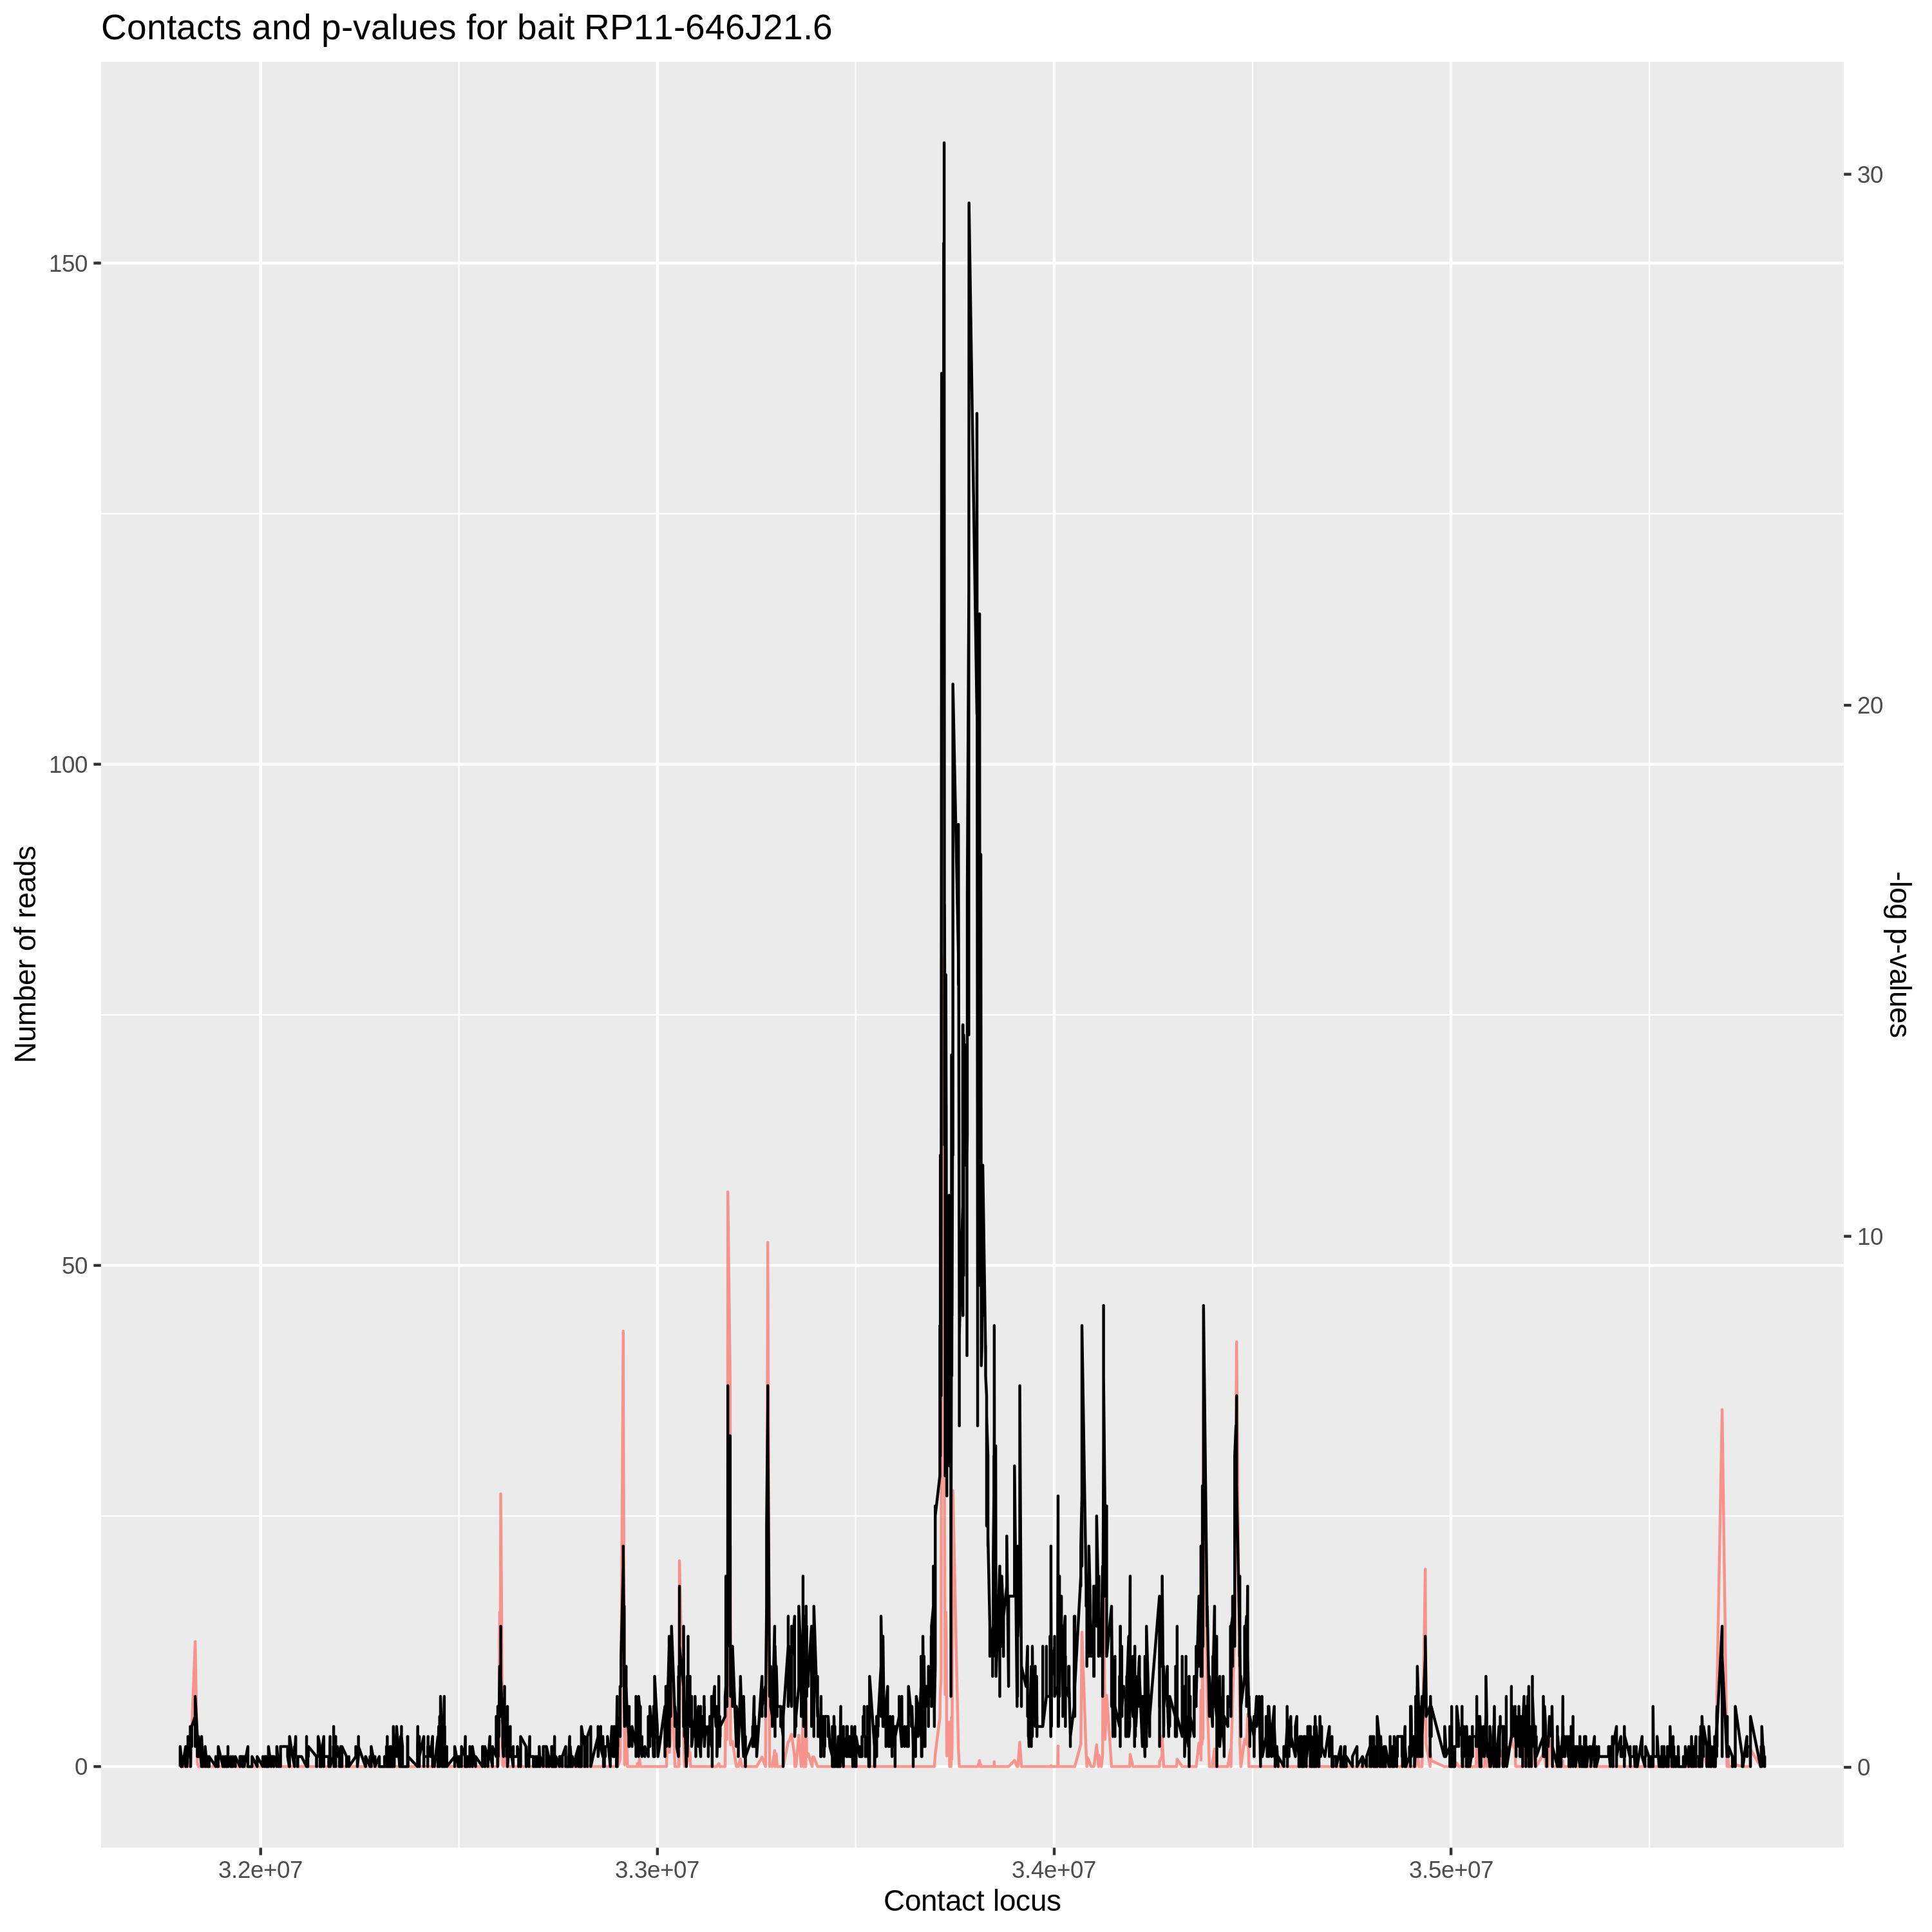 Contacts and p-values for bait RP11-646J21.6
Number of reads
150
100
50
0
30
20
10
0
-log p-values
3.2e+07
3.3e+07
3.4e+07
3.5e+07
Contact locus